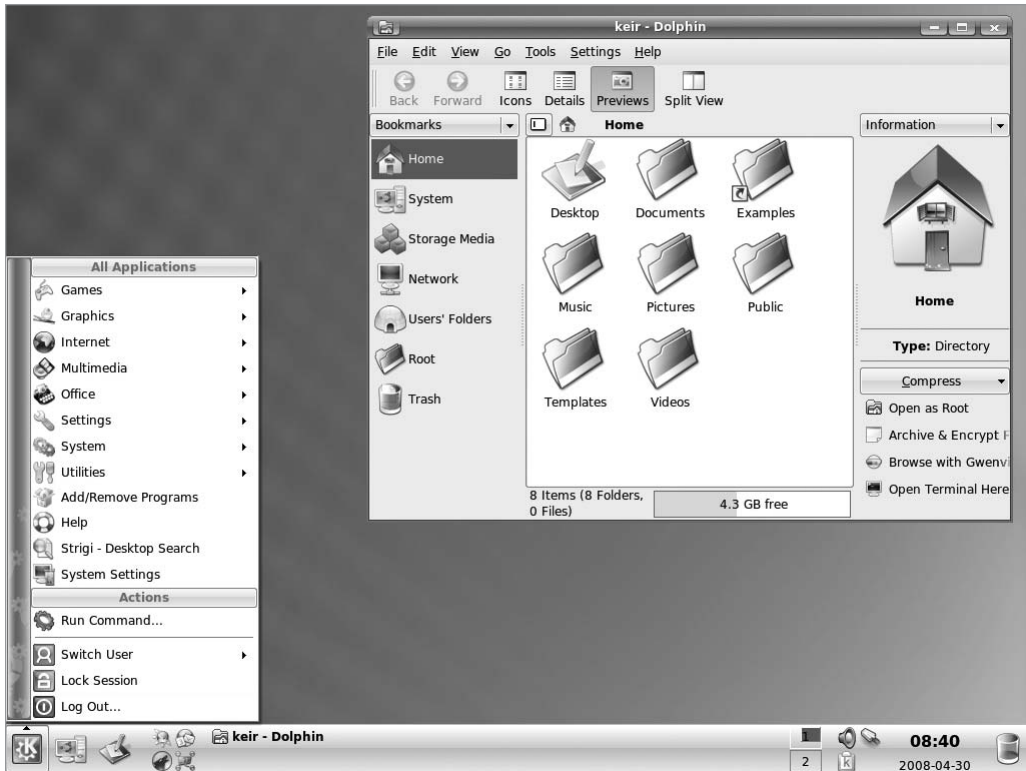 keir - Dolphin
File Edit View Go Tools Settings Help
Back Forward Icons Details Previews Split View
Bookmarks
Home
Information
Home
System
Storage Media
Network
Users' Folders
Root
Trash
Desktop Documents Examples
Music Pictures Public
Templates Videos
8 Items (8 Folders,
0 Files)
4.3 GB free
Home
Type: Directory
Compress
Open as Root
Archive & Encrypt F
Browse with Gwenvi
Open Terminal Here
All Applications
Games
Graphics
Internet
Multimedia
Office
Settings
System
Utilities
Add/Remove Programs
Help
Strigi - Desktop Search
System Settings
Actions
Run Command...
Switch User
Lock Session
Log Out...
K
keir - Dolphin
1
2
k
08:40
2008-04-30